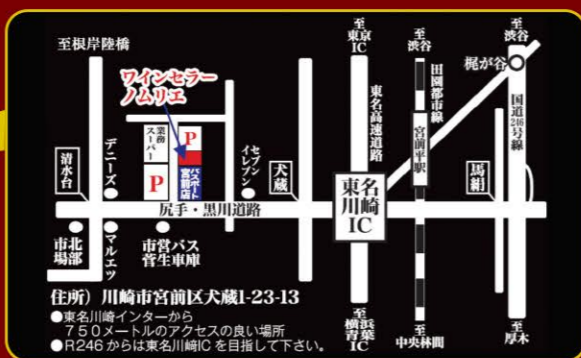 至根岸陸橋
ワインセラー
ノムリエ
至
東京
IC
至
渋谷
至
渋谷
梶が谷
デニーズ
清水台
業務
スーパー
P
P
パスポート
宮前店
セブン
イレブン
犬蔵
東名高速道路
田園都市線
宮前平駅
国道246号線
馬絹
東名
川崎
IC
尻手・黒川道路
北部
市場
マルエツ
市営バス
菅生車庫
住所）川崎市宮前区犬蔵1-23-13
●東名川崎インターから
750メートルのアクセスの良い場所
●R246からは東名川崎ICを目指して下さい。
至
横浜
青葉
IC
至
中央林間
至
厚木